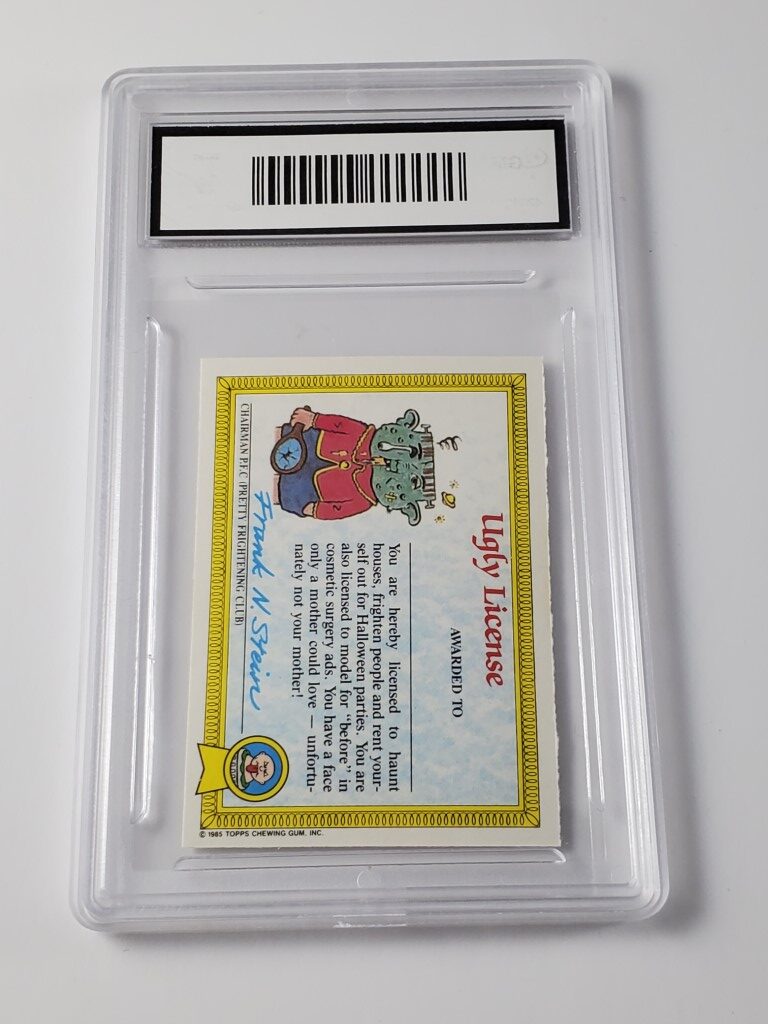 Ugly License
AWARDED TO
You are hereby licensed to haunt
houses, frighten people and rent your-
self out for Halloween parties. You are
also licensed to model for "before" in
cosmetic surgery ads. You have a face
only a mother could love — unfortu-
nately not your mother!
Frank N. Stein
CHAIRMAN P.F.C (PRETTY FRIGHTENING CLUB)
© 1985 TOPPS CHEWING GUM, INC.